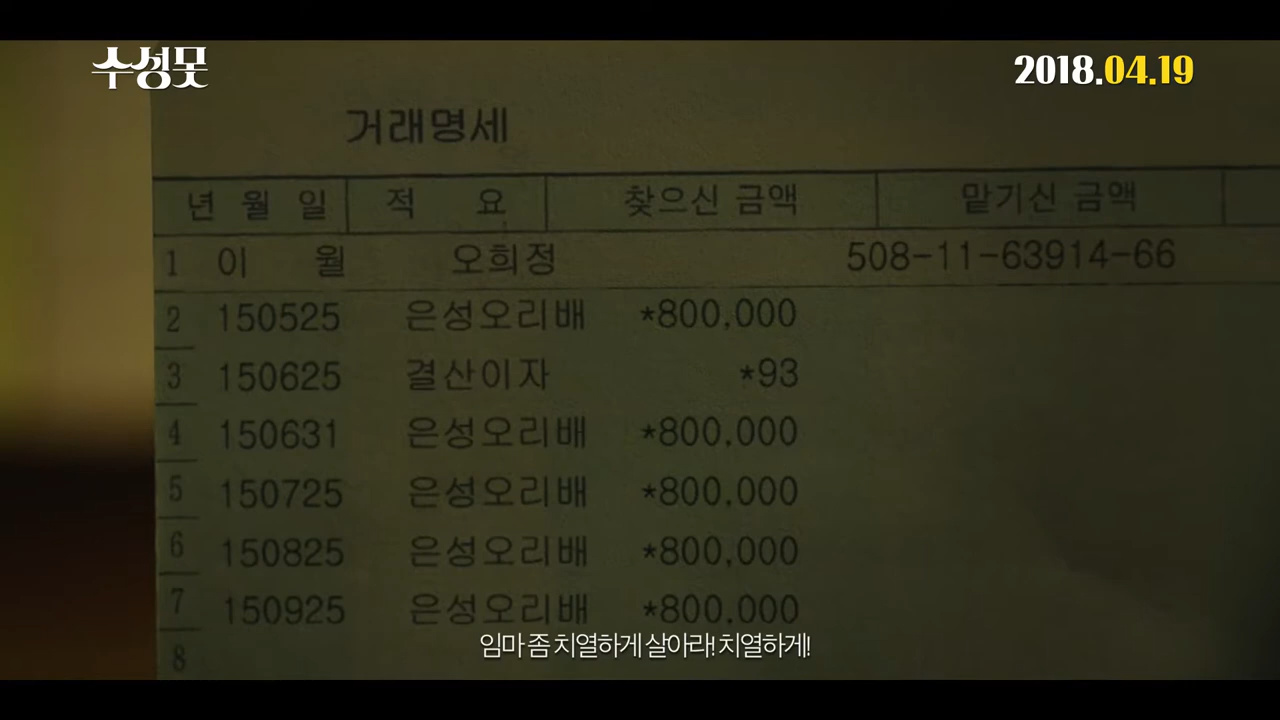 수성못
2018.04.19
거래명세
년 월 일 적 요 찾으신 금액 맡기신 금액
1 이 월 오희정 508-11-63914-66
2 150525 은성오리배 *800,000
3 150625 결산이자 *93
4 150631 은성오리배 *800,000
5 150725 은성오리배 *800,000
6 150825 은성오리배 *800,000
7 150925 은성오리배 *800,000
8
임마 좀 치열하게 살아라! 치열하게!